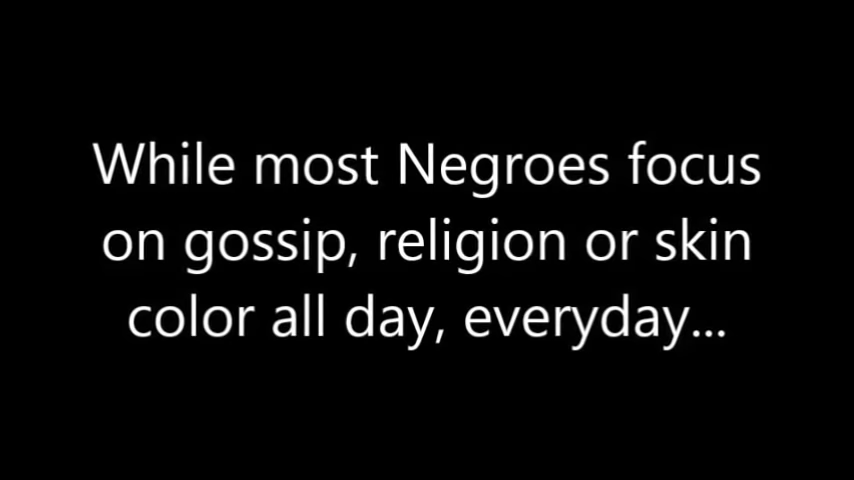 While most Negroes focus
on gossip, religion or skin
color all day, everyday...